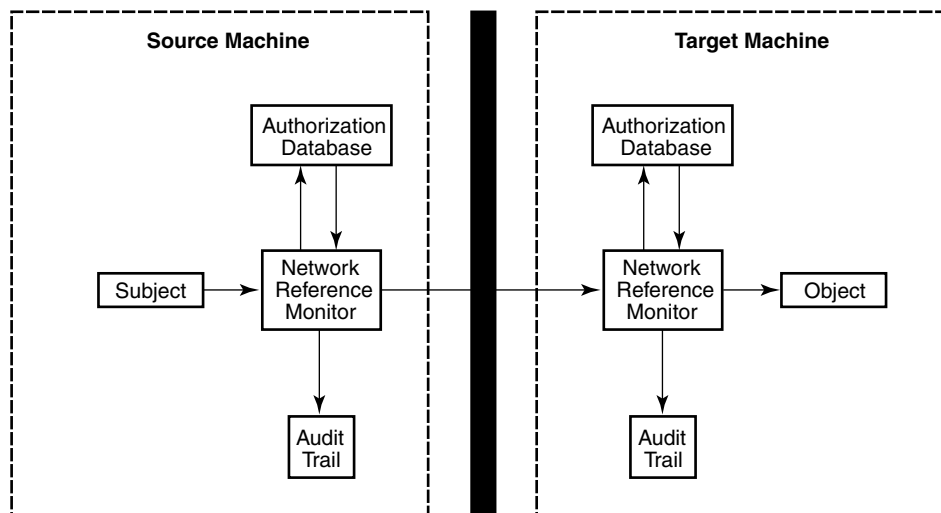 Source Machine
Authorization
Database
Subject
Network
Reference
Monitor
Audit
Trail
Target Machine
Authorization
Database
Network
Reference
Monitor
Object
Audit
Trail